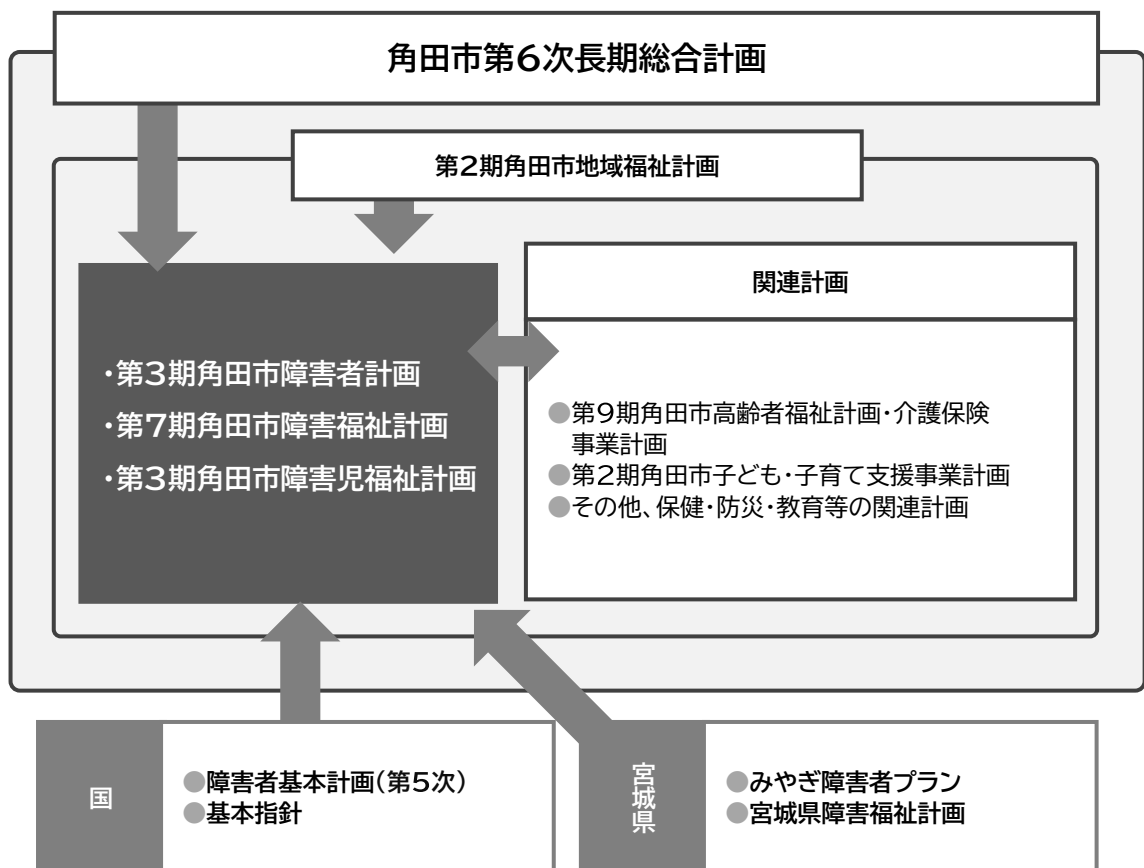 角田市第6次長期総合計画
第2期角田市地域福祉計画
・第3期角田市障害者計画
・第7期角田市障害福祉計画
・第3期角田市障害児福祉計画
関連計画
●第9期角田市高齢者福祉計画・介護保険
事業計画
●第2期角田市子ども・子育て支援事業計画
●その他、保健・防災・教育等の関連計画
国
●障害者基本計画(第5次)
●基本指針
宮城県
●みやぎ障害者プラン
●宮城県障害福祉計画